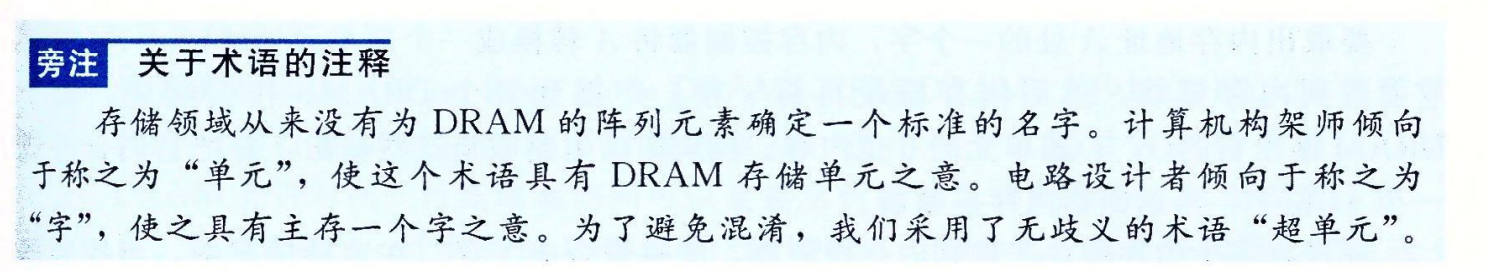 旁注 关于术语的注释
存储领域从来没有为 DRAM 的阵列元素确定一个标准的名字。计算机构架师倾向
于称之为“单元”，使这个术语具有 DRAM 存储单元之意。电路设计者倾向于称之为
“字”，使之具有主存一个字之意。为了避免混淆，我们采用了无歧义的术语“超单元”。